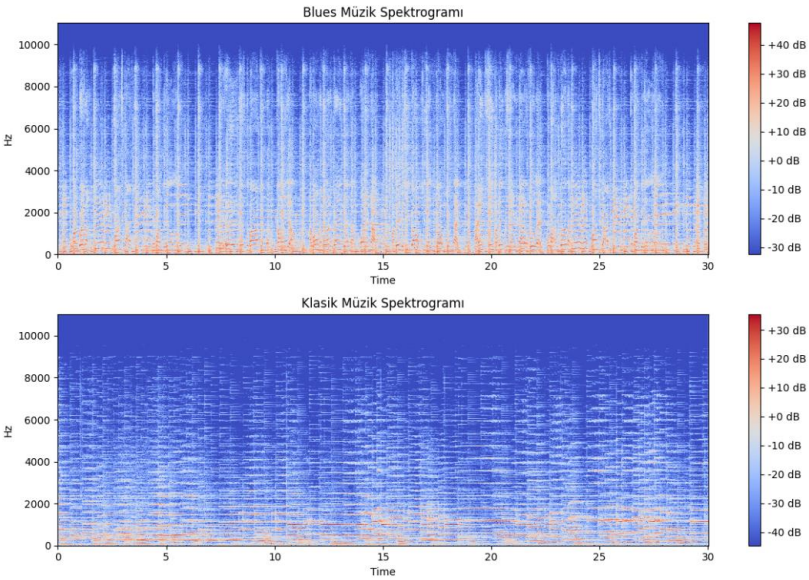 Blues Müzik Spektrogramı
10000
8000
6000
4000
2000
0
Hz
0 5 10 15 20 25 30
Time
+40 dB
+30 dB
+20 dB
+10 dB
+0 dB
-10 dB
-20 dB
-30 dB
Klasik Müzik Spektrogramı
10000
8000
6000
4000
2000
0
Hz
0 5 10 15 20 25 30
Time
+30 dB
+20 dB
+10 dB
+0 dB
-10 dB
-20 dB
-30 dB
-40 dB